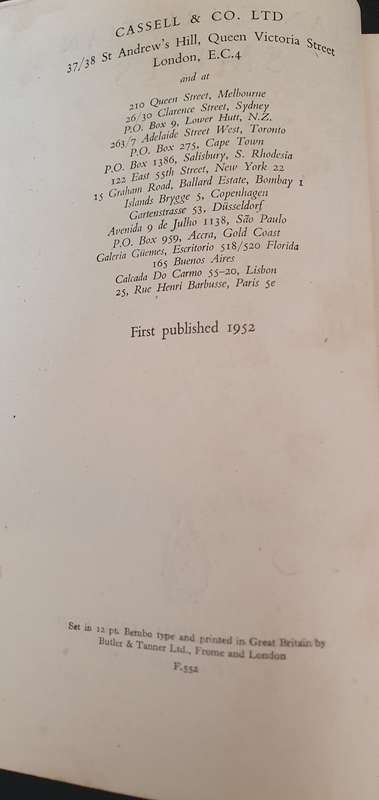 CASSELL & CO. LTD
37/38 St Andrew's Hill, Queen Victoria Street
London, E.C.4
and at
210 Queen Street, Melbourne
26/30 Clarence Street, Sydney
P.O. Box 9, Lower Hutt, N.Z.
263/7 Adelaide Street West, Toronto
P.O. Box 275, Cape Town
P.O. Box 1386, Salisbury, S. Rhodesia
122 East 55th Street, New York 22
15 Graham Road, Ballard Estate, Bombay 1
Islands Brygge 5, Copenhagen
Gartenstrasse 53, Düsseldorf
Avenida 9 de Julho 1138, São Paulo
P.O. Box 959, Accra, Gold Coast
Galeria Güemes, Escritorio 518/520 Florida
165 Buenos Aires
Calcada Do Carmo 55-20, Lisbon
25, Rue Henri Barbusse, Paris 5e
First published 1952
Set in 12 pt. Bembo type and printed in Great Britain by
Butler & Tanner Ltd., Frome and London
F.552